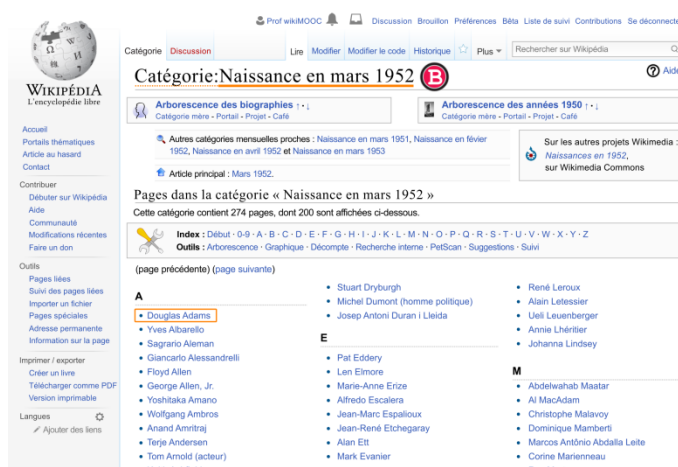 Prof wikiMOOC Discussion Brouillon Préférences Bêta Liste de suivi Contributions Se déconnecte
Catégorie Discussion Lire Modifier Modifier le code Historique Plus Rechercher sur Wikipédia
WIKIPÉDIA
L'encyclopédie libre
Accueil
Portails thématiques
Article au hasard
Contact
Contribuer
Débuter sur Wikipédia
Aide
Communauté
Modifications récentes
Faire un don
Outils
Pages liées
Suivi des pages liées
Importer un fichier
Pages spéciales
Adresse permanente
Information sur la page
Imprimer / exporter
Créer un livre
Télécharger comme PDF
Version imprimable
Langues
Ajouter des liens
Catégorie:Naissance en mars 1952 B
Aide
Arborescence des biographies ↑ • ↓
Catégorie mère - Portail - Projet - Café
Arborescence des années 1950 ↑ • ↓
Catégorie mère - Portail - Projet - Café
Autres catégories mensuelles proches : Naissance en mars 1951, Naissance en févier
1952, Naissance en avril 1952 et Naissance en mars 1953
Article principal : Mars 1952.
Sur les autres projets Wikimedia :
Naissances en 1952,
sur Wikimedia Commons
Pages dans la catégorie « Naissance en mars 1952 »
Cette catégorie contient 274 pages, dont 200 sont affichées ci-dessous.
Index : Début · 0-9 · A · B · C · D · E · F · G · H · I · J · K · L · M · N · O · P · Q · R · S · T · U · V · W · X · Y · Z
Outils : Arborescence · Graphique · Décompte · Recherche interne · PetScan · Suggestions · Suivi
(page précédente) (page suivante)
A
Douglas Adams
Yves Albarello
Sagrario Aleman
Giancarlo Alessandrelli
Floyd Allen
George Allen, Jr.
Yoshitaka Amano
Wolfgang Ambros
Anand Amritraj
Terje Andersen
Tom Arnold (acteur)
Stuart Dryburgh
Michel Dumont (homme politique)
Josep Antoni Duran i Lleida
E
Pat Eddery
Len Elmore
Marie-Anne Erize
Alfredo Escalera
Jean-Marc Espalioux
Jean-René Etchegaray
Alan Ett
Mark Evanier
René Leroux
Alain Letessier
Ueli Leuenberger
Annie Lhéritier
Johanna Lindsey
M
Abdelwahab Maatar
Al MacAdam
Christophe Malavoy
Dominique Mamberti
Marcos Antônio Abdalla Leite
Corine Marienneau